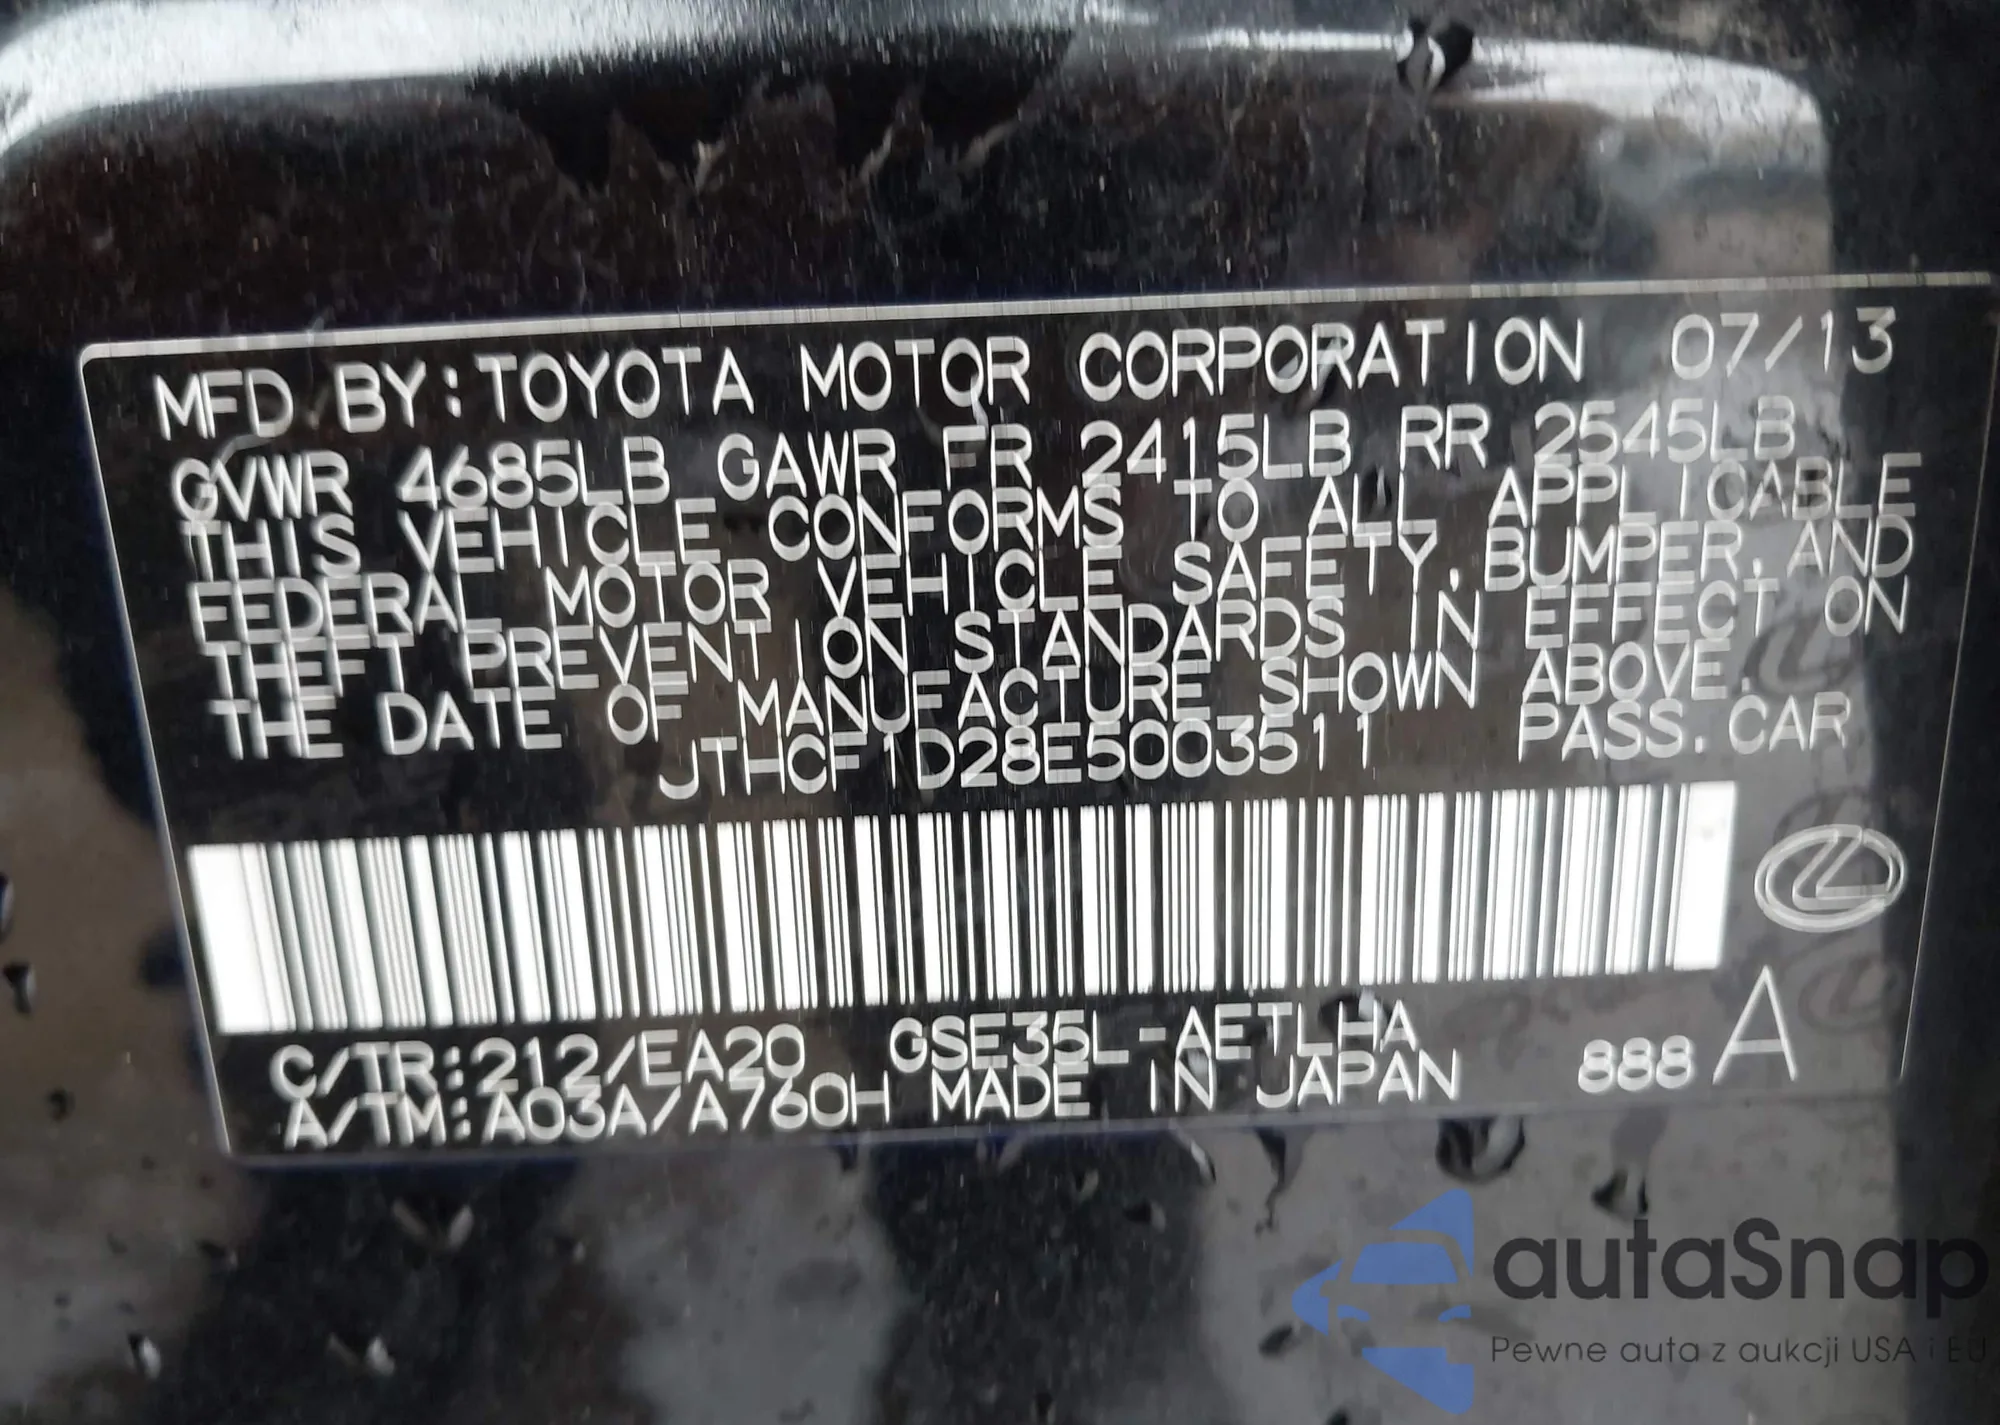 MFD BY:TOYOTA MOTOR CORPORATION 07/13
GVWR 4685LB GAWR FR 2415LB RR 2545LB
THIS VEHICLE CONFORMS TO ALL APPLICABLE
FEDERAL MOTOR VEHICLE SAFETY, BUMPER, AND
THEFT PREVENTION STANDARDS IN EFFECT ON
THE DATE OF MANUFACTURE SHOWN ABOVE.
JTHCF1D28E5003511 PASS.CAR
C/TR:212/EA20 GSE35L-AETLHA
A/TM:A03A/A760H MADE IN JAPAN 888 A
autaSnap
Pewne auta z aukcji USA i EU